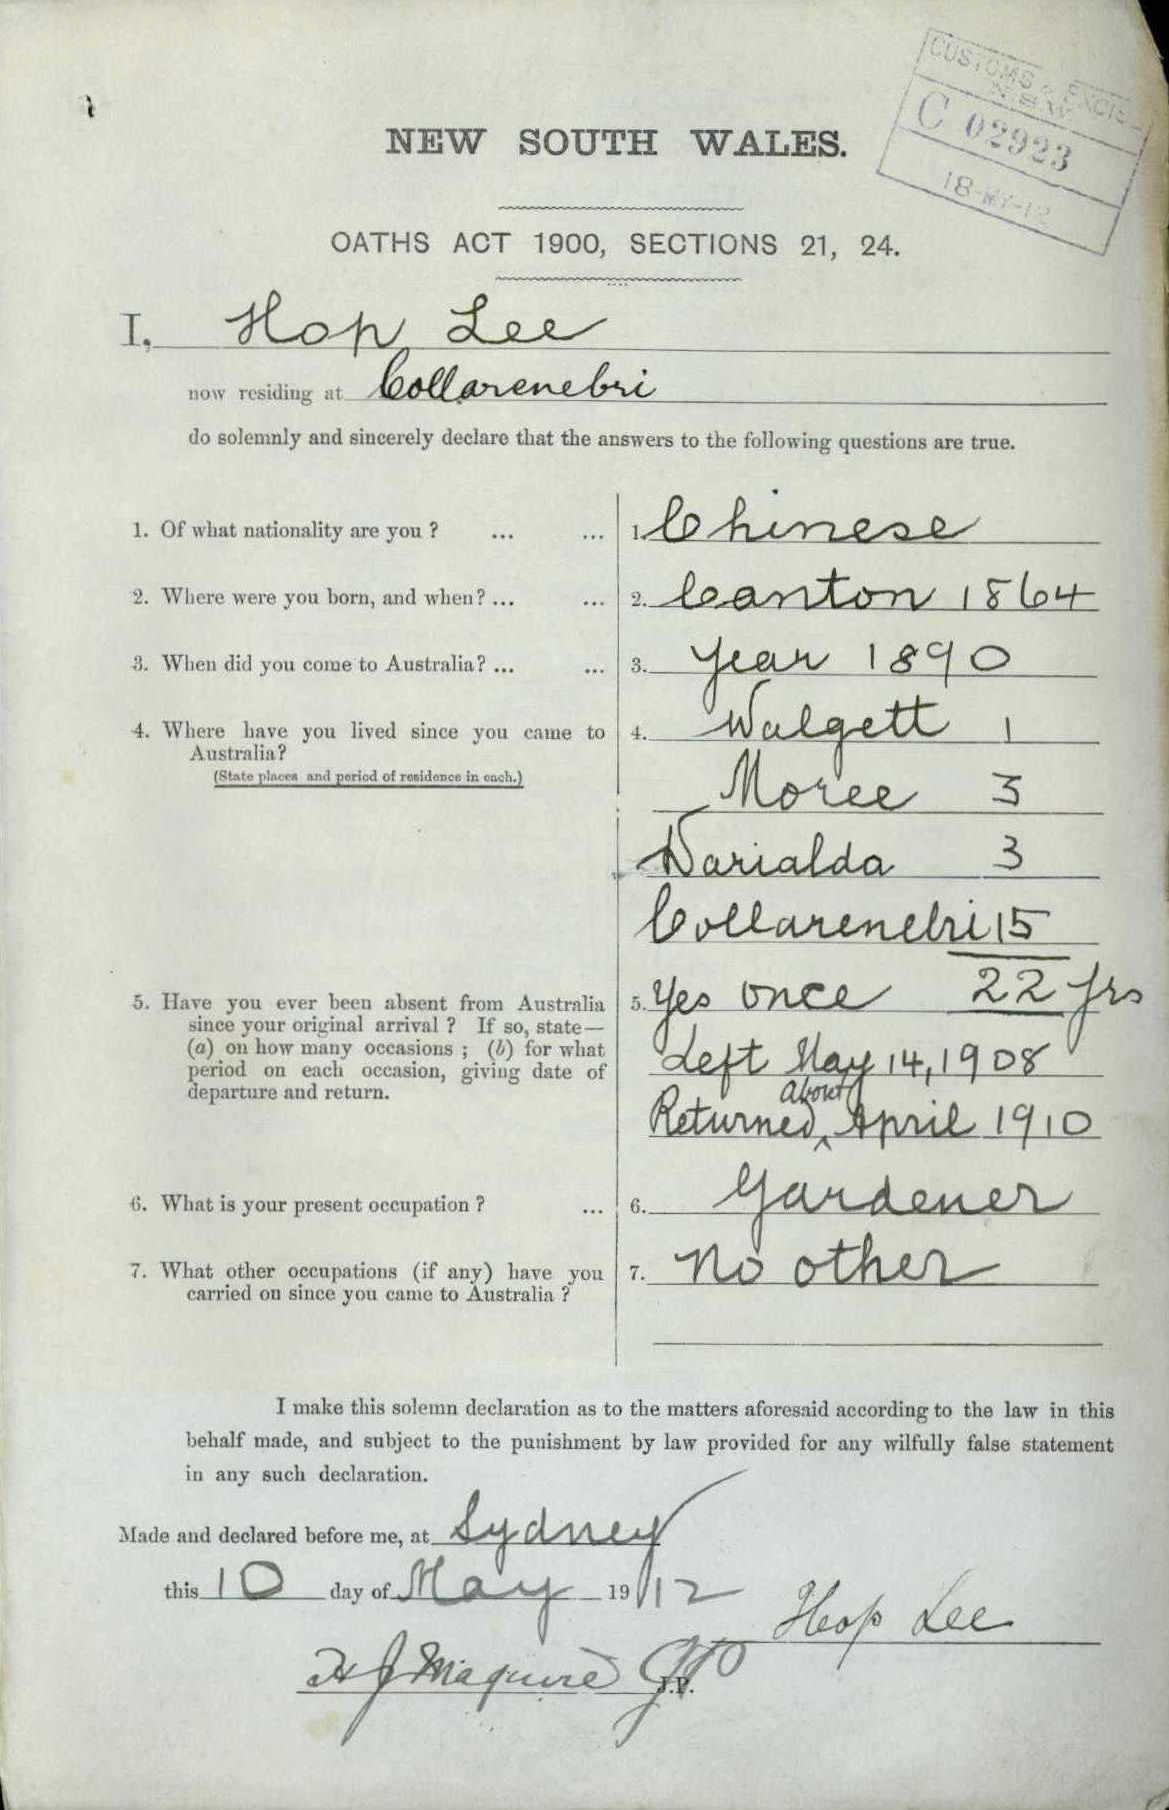 CUSTOMS & EXCISE
N.S.W.
C 02923
18-MY-12
NEW SOUTH WALES.
OATHS ACT 1900, SECTIONS 21, 24.
I, Hop Lee
now residing at Collarenebri
do solemnly and sincerely declare that the answers to the following questions are true.
1. Of what nationality are you ? ... ... 1. Chinese
2. Where were you born, and when? ... ... 2. Canton 1864
3. When did you come to Australia? ... ... 3. Year 1890
4. Where have you lived since you came to 4. Walgett 1
Australia?
(State places and period of residence in each.)
Moree 3
Warialda 3
Collarenebri 15
22 yrs
5. Have you ever been absent from Australia 5. Yes once
since your original arrival ? If so, state—
(a) on how many occasions ; (b) for what Left May 14, 1908
period on each occasion, giving date of
departure and return. About
Returned ‸ April 1910
6. What is your present occupation ? ... 6. Gardener
7. What other occupations (if any) have you 7. No other
carried on since you came to Australia ?
I make this solemn declaration as to the matters aforesaid according to the law in this
behalf made, and subject to the punishment by law provided for any wilfully false statement
in any such declaration.
Made and declared before me, at Sydney
this 10 day of May 1912
Hop Lee
H J Maguire JP
J.P.